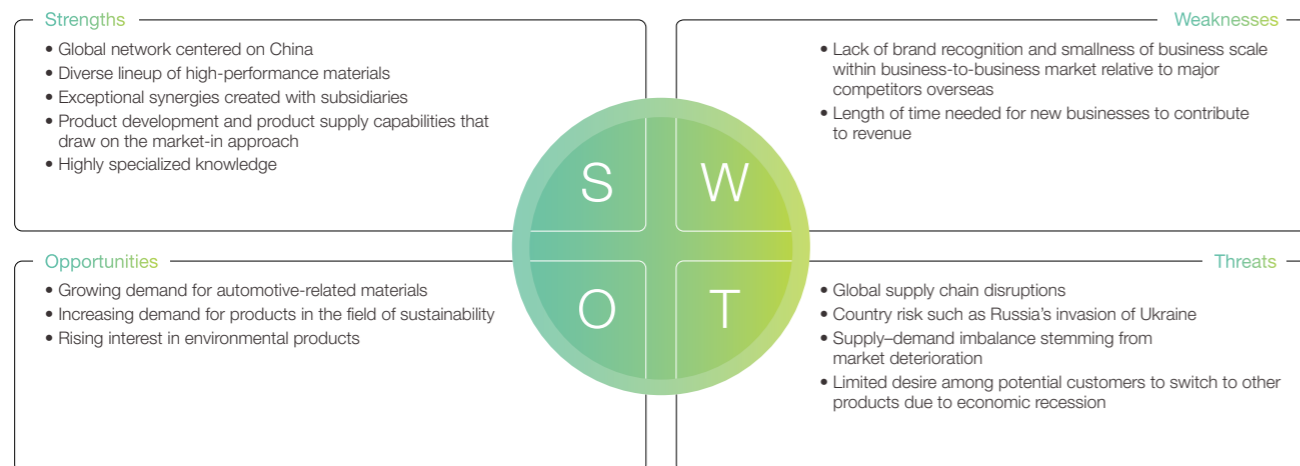 Strengths
• Global network centered on China
• Diverse lineup of high-performance materials
• Exceptional synergies created with subsidiaries
• Product development and product supply capabilities that
draw on the market-in approach
• Highly specialized knowledge
Weaknesses
• Lack of brand recognition and smallness of business scale
within business-to-business market relative to major
competitors overseas
• Length of time needed for new businesses to contribute
to revenue
S
W
O
T
Opportunities
• Growing demand for automotive-related materials
• Increasing demand for products in the field of sustainability
• Rising interest in environmental products
Threats
• Global supply chain disruptions
• Country risk such as Russia’s invasion of Ukraine
• Supply–demand imbalance stemming from
market deterioration
• Limited desire among potential customers to switch to other
products due to economic recession